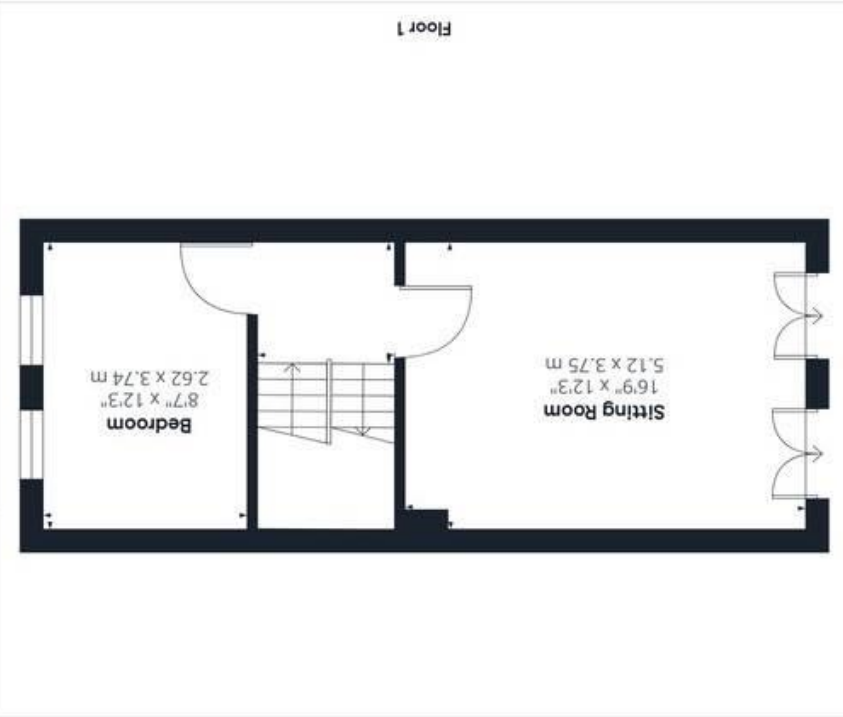 Sitting Room
16'9" x 12'3"
5.12 x 3.75 m
Bedroom
8'7" x 12'3"
2.62 x 3.74 m
Floor 1